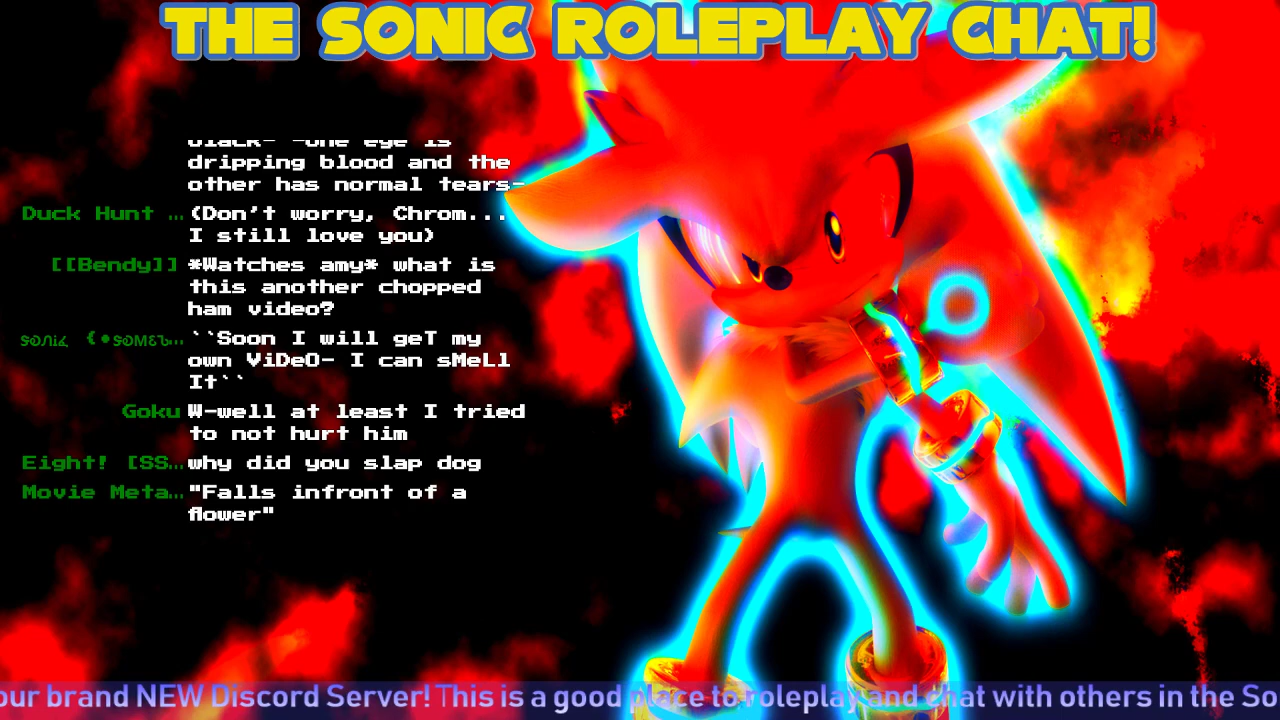 THE SONIC ROLEPLAY CHAT!
black- -one eye is
dripping blood and the
other has normal tears-
Duck Hunt ... (Don't worry, Chrom...
I still love you)
[[Bendy]] *Watches amy* what is
this another chopped
ham video?
``Soon I will geT my
own ViDeO- I can sMeLl
It``
Goku W-well at least I tried
to not hurt him
Eight! [SS... why did you slap dog
Movie Meta... "Falls infront of a
flower"
our brand NEW Discord Server! This is a good place to roleplay and chat with others in the So